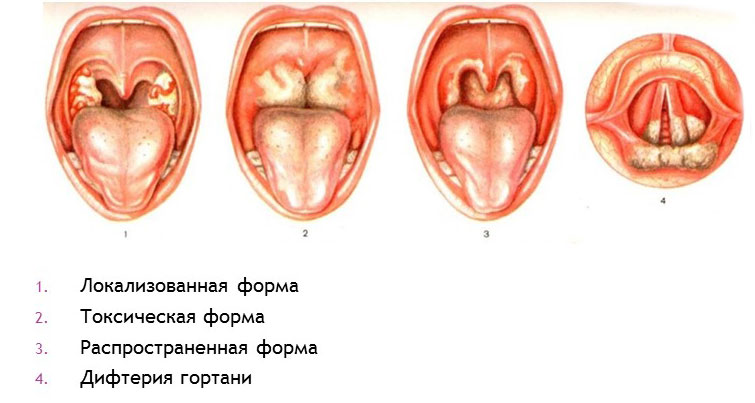 1 2 3 4
1. Локализованная форма
2. Токсическая форма
3. Распространенная форма
4. Дифтерия гортани